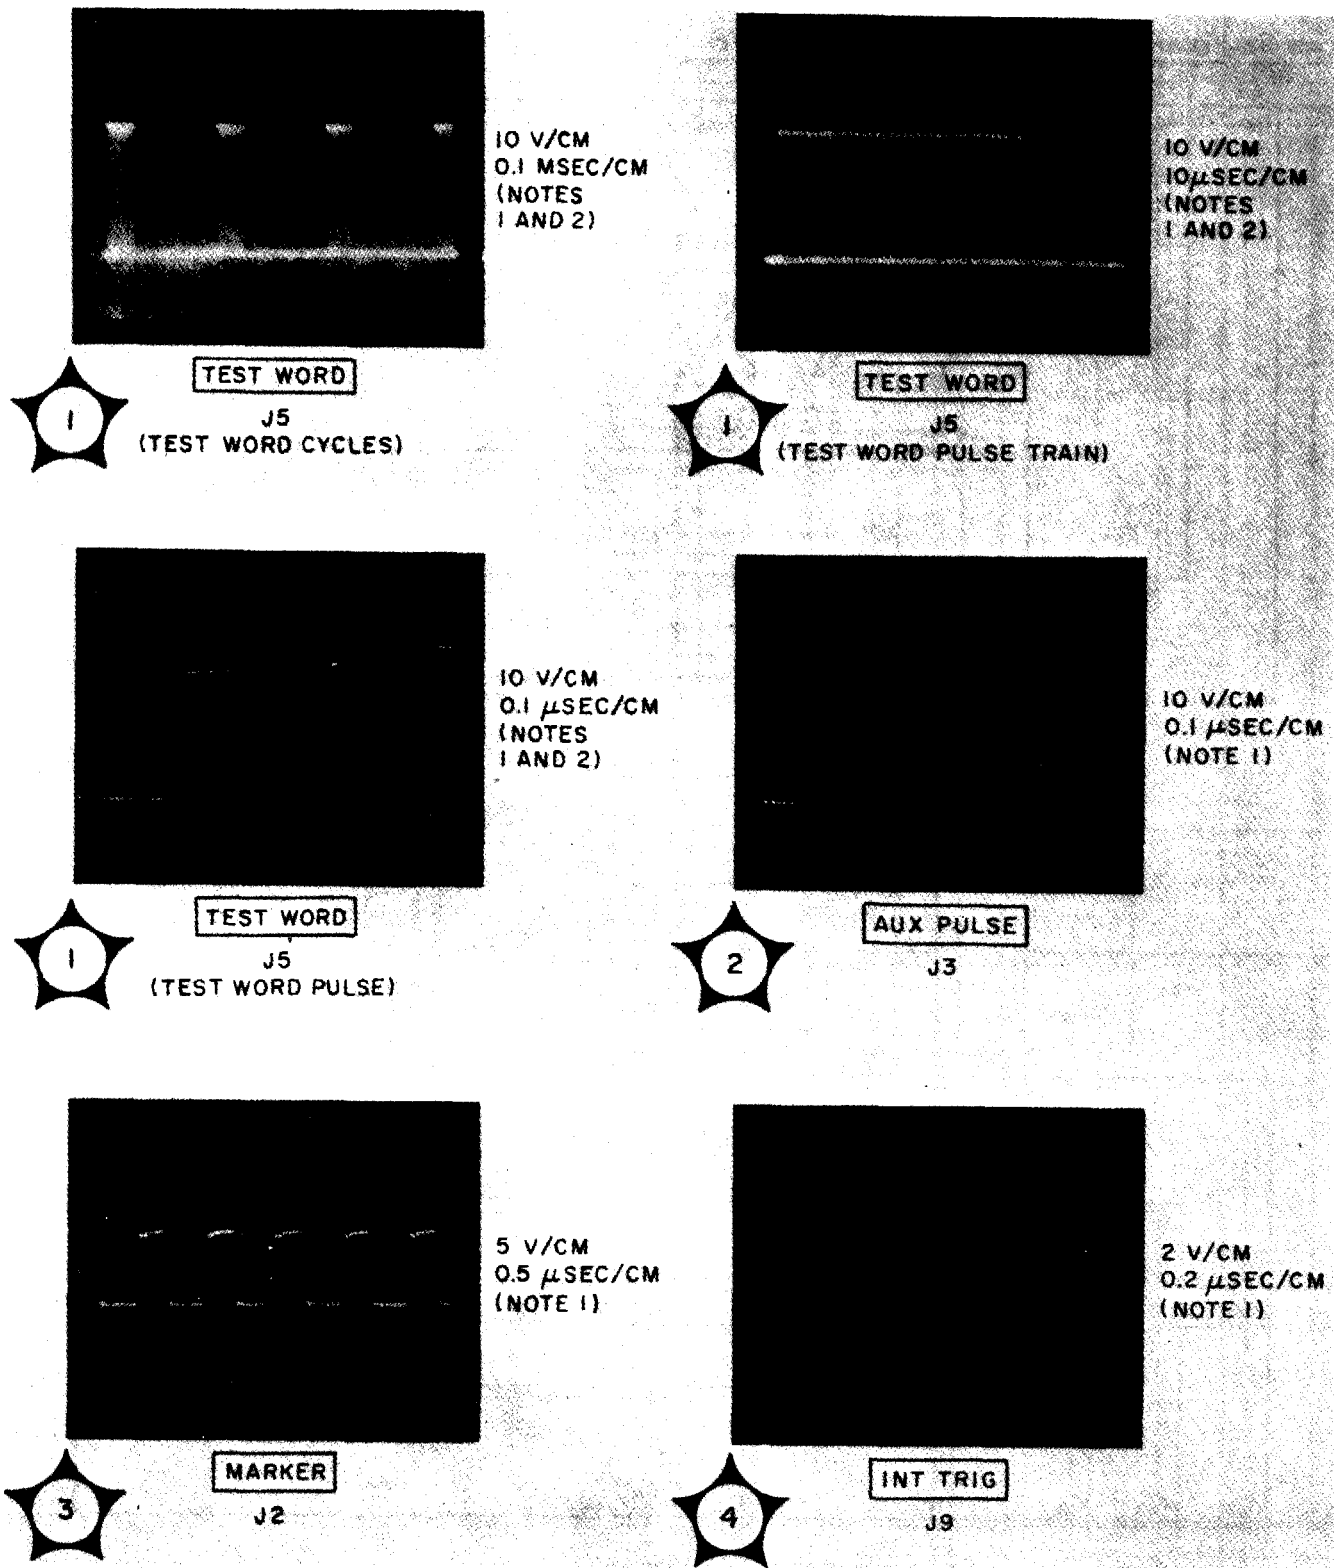 10 V/CM
0.1 MSEC/CM
(NOTES
1 AND 2)
1
TEST WORD
J5
(TEST WORD CYCLES)
10 V/CM
10μSEC/CM
(NOTES
1 AND 2)
1
TEST WORD
J5
(TEST WORD PULSE TRAIN)
10 V/CM
0.1 μSEC/CM
(NOTES
1 AND 2)
1
TEST WORD
J5
(TEST WORD PULSE)
10 V/CM
0.1 μSEC/CM
(NOTE 1)
2
AUX PULSE
J3
5 V/CM
0.5 μSEC/CM
(NOTE 1)
3
MARKER
J2
2 V/CM
0.2 μSEC/CM
(NOTE 1)
4
INT TRIG
J9